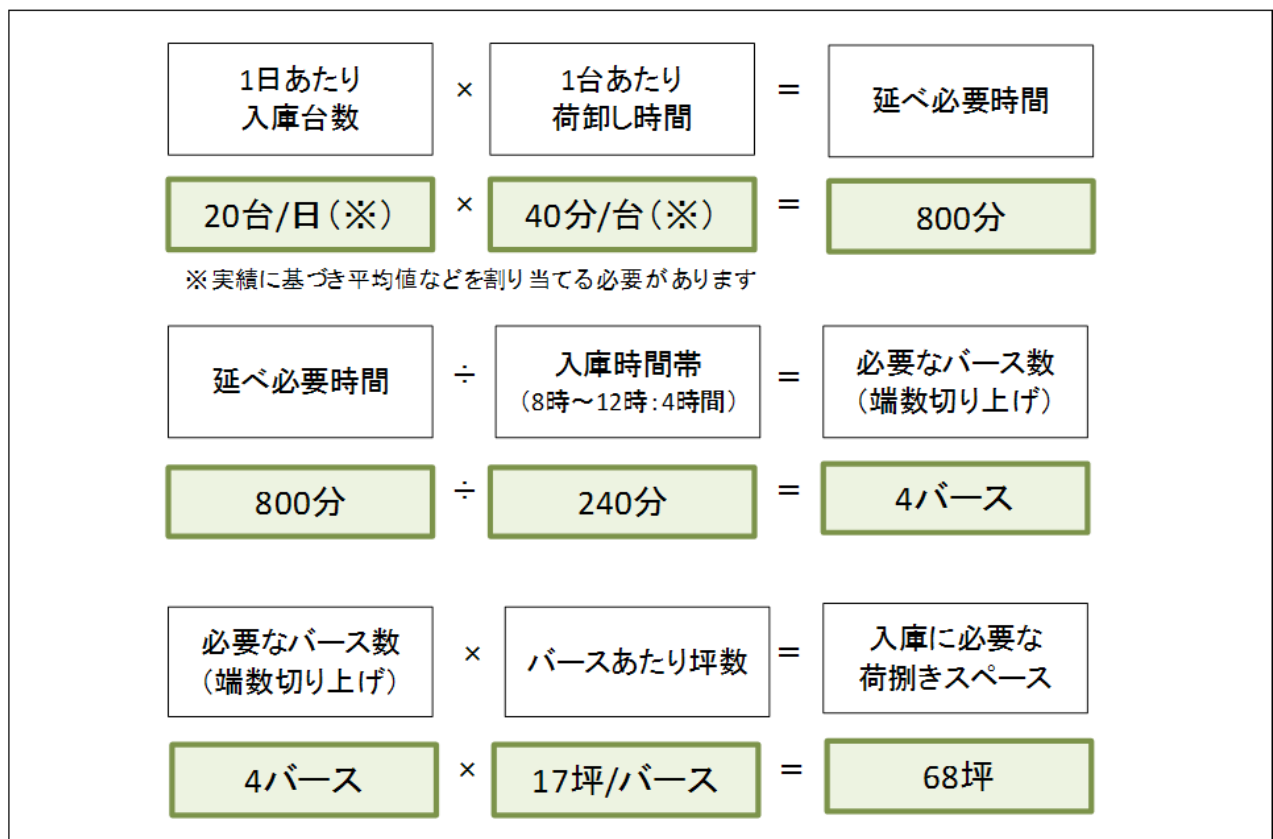 1日あたり
入庫台数
×
1台あたり
荷卸し時間
=
延べ必要時間
20台/日(※)
×
40分/台(※)
=
800分
※実績に基づき平均値などを割り当てる必要があります
延べ必要時間
÷
入庫時間帯
(8時～12時:4時間)
=
必要なバース数
(端数切り上げ)
800分
÷
240分
=
4バース
必要なバース数
(端数切り上げ)
×
バースあたり坪数
=
入庫に必要な
荷捌きスペース
4バース
×
17坪/バース
=
68坪